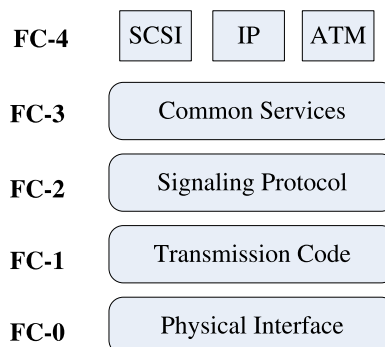 FC-4 SCSI IP ATM
FC-3 Common Services
FC-2 Signaling Protocol
FC-1 Transmission Code
FC-0 Physical Interface